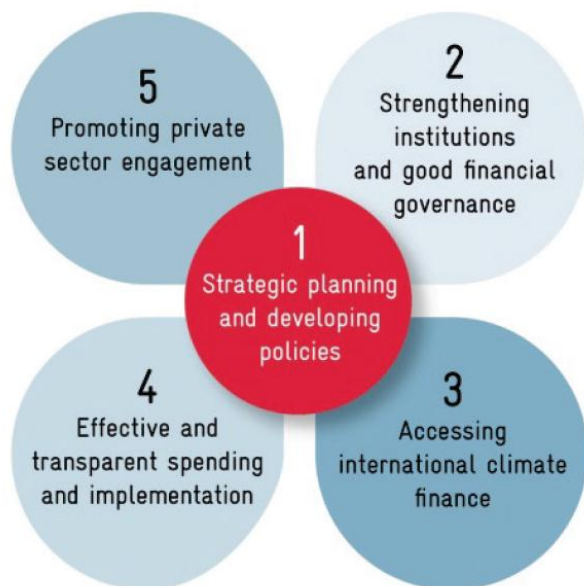 1
Strategic planning
and developing
policies
2
Strengthening
institutions
and good financial
governance
3
Accessing
international climate
finance
4
Effective and
transparent spending
and implementation
5
Promoting private
sector engagement